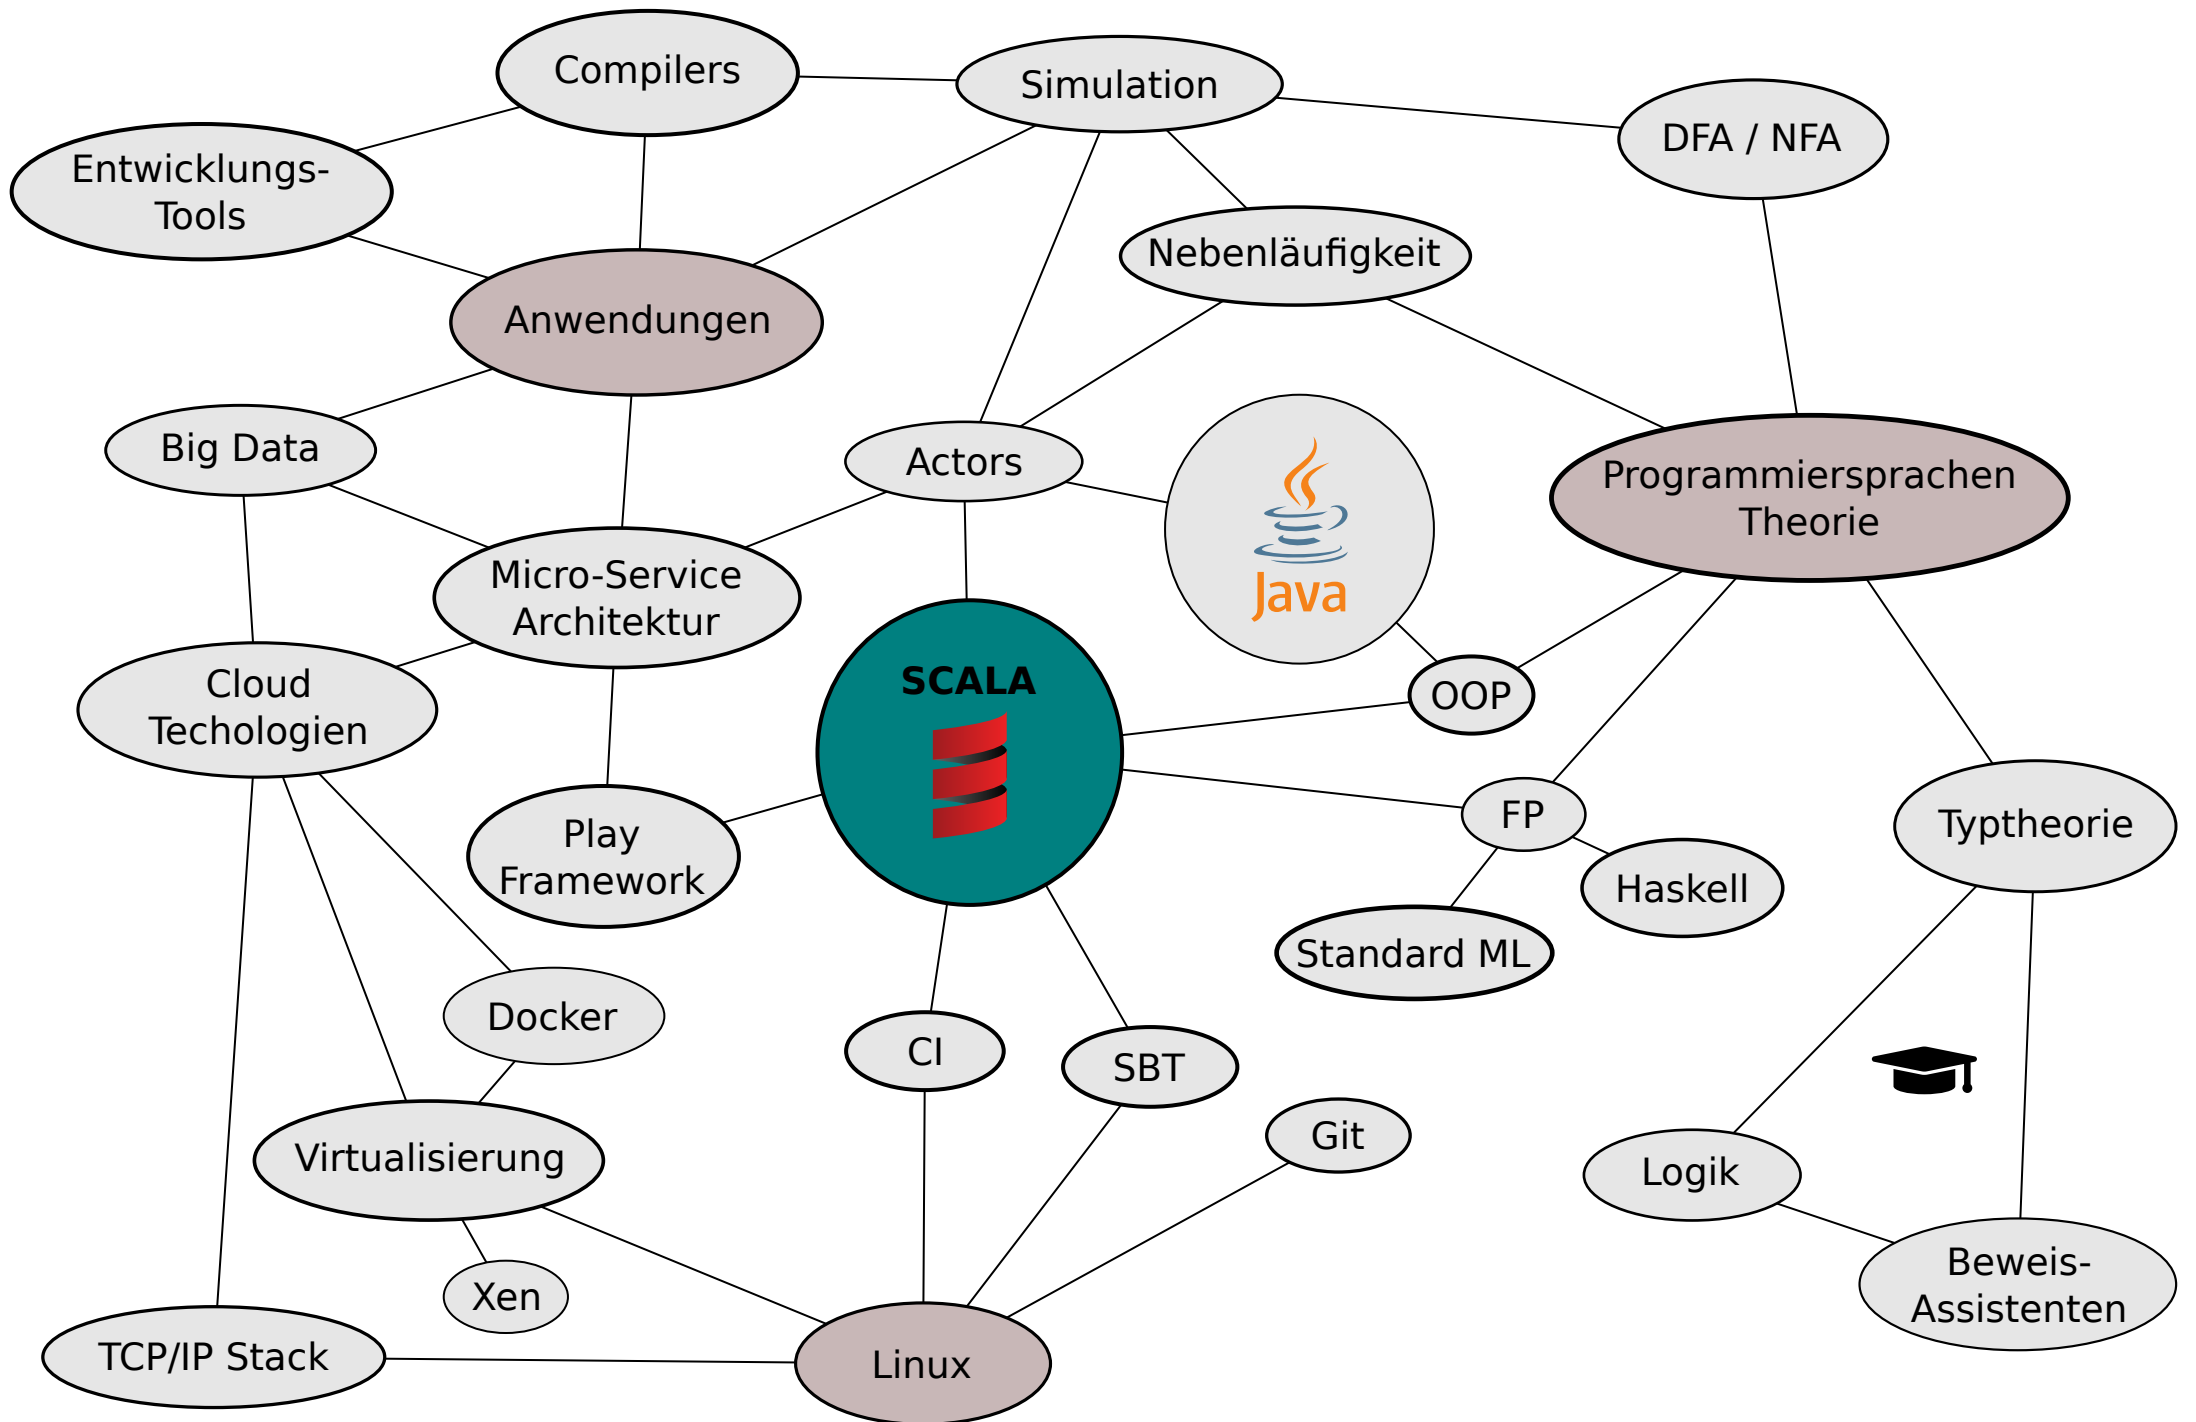 Compilers
Simulation
DFA / NFA
Entwicklungs-
Tools
Nebenläufigkeit
Anwendungen
Big Data
Actors
Java
Programmiersprachen
Theorie
Micro-Service
Architektur
SCALA
OOP
Cloud
Techologien
Play
Framework
FP
Typtheorie
Haskell
Standard ML
Docker
CI
SBT
Git
Virtualisierung
Logik
Xen
Beweis-
Assistenten
TCP/IP Stack
Linux